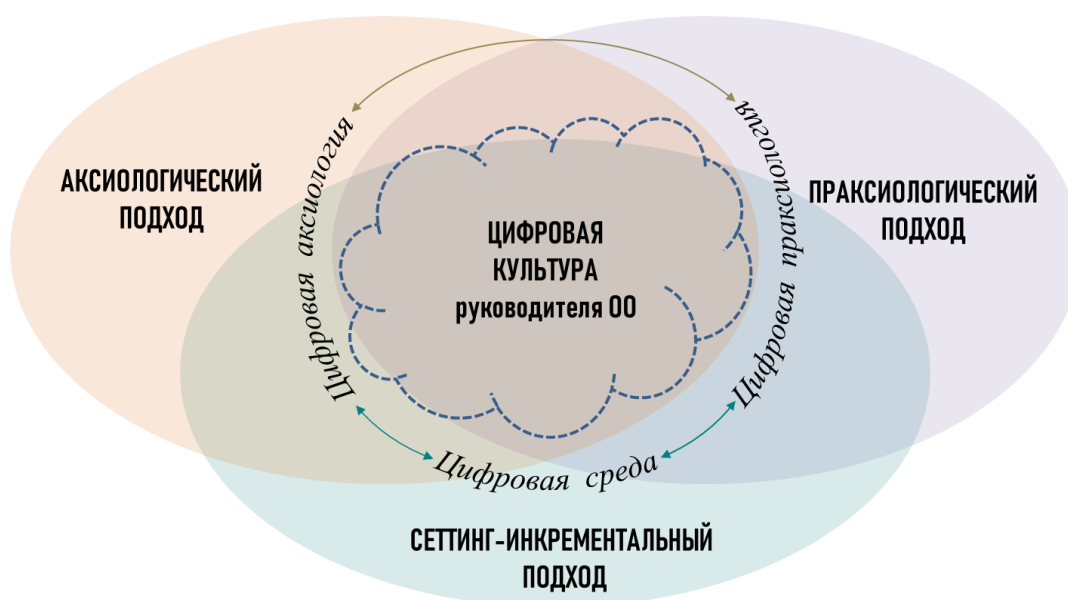 АКСИОЛОГИЧЕСКИЙ
ПОДХОД
Цифровая аксиология
ЦИФРОВАЯ
КУЛЬТУРА
руководителя ОО
Цифровая праксиология
ПРАКСИОЛОГИЧЕСКИЙ
ПОДХОД
Цифровая среда
СЕТТИНГ-ИНКРЕМЕНТАЛЬНЫЙ
ПОДХОД